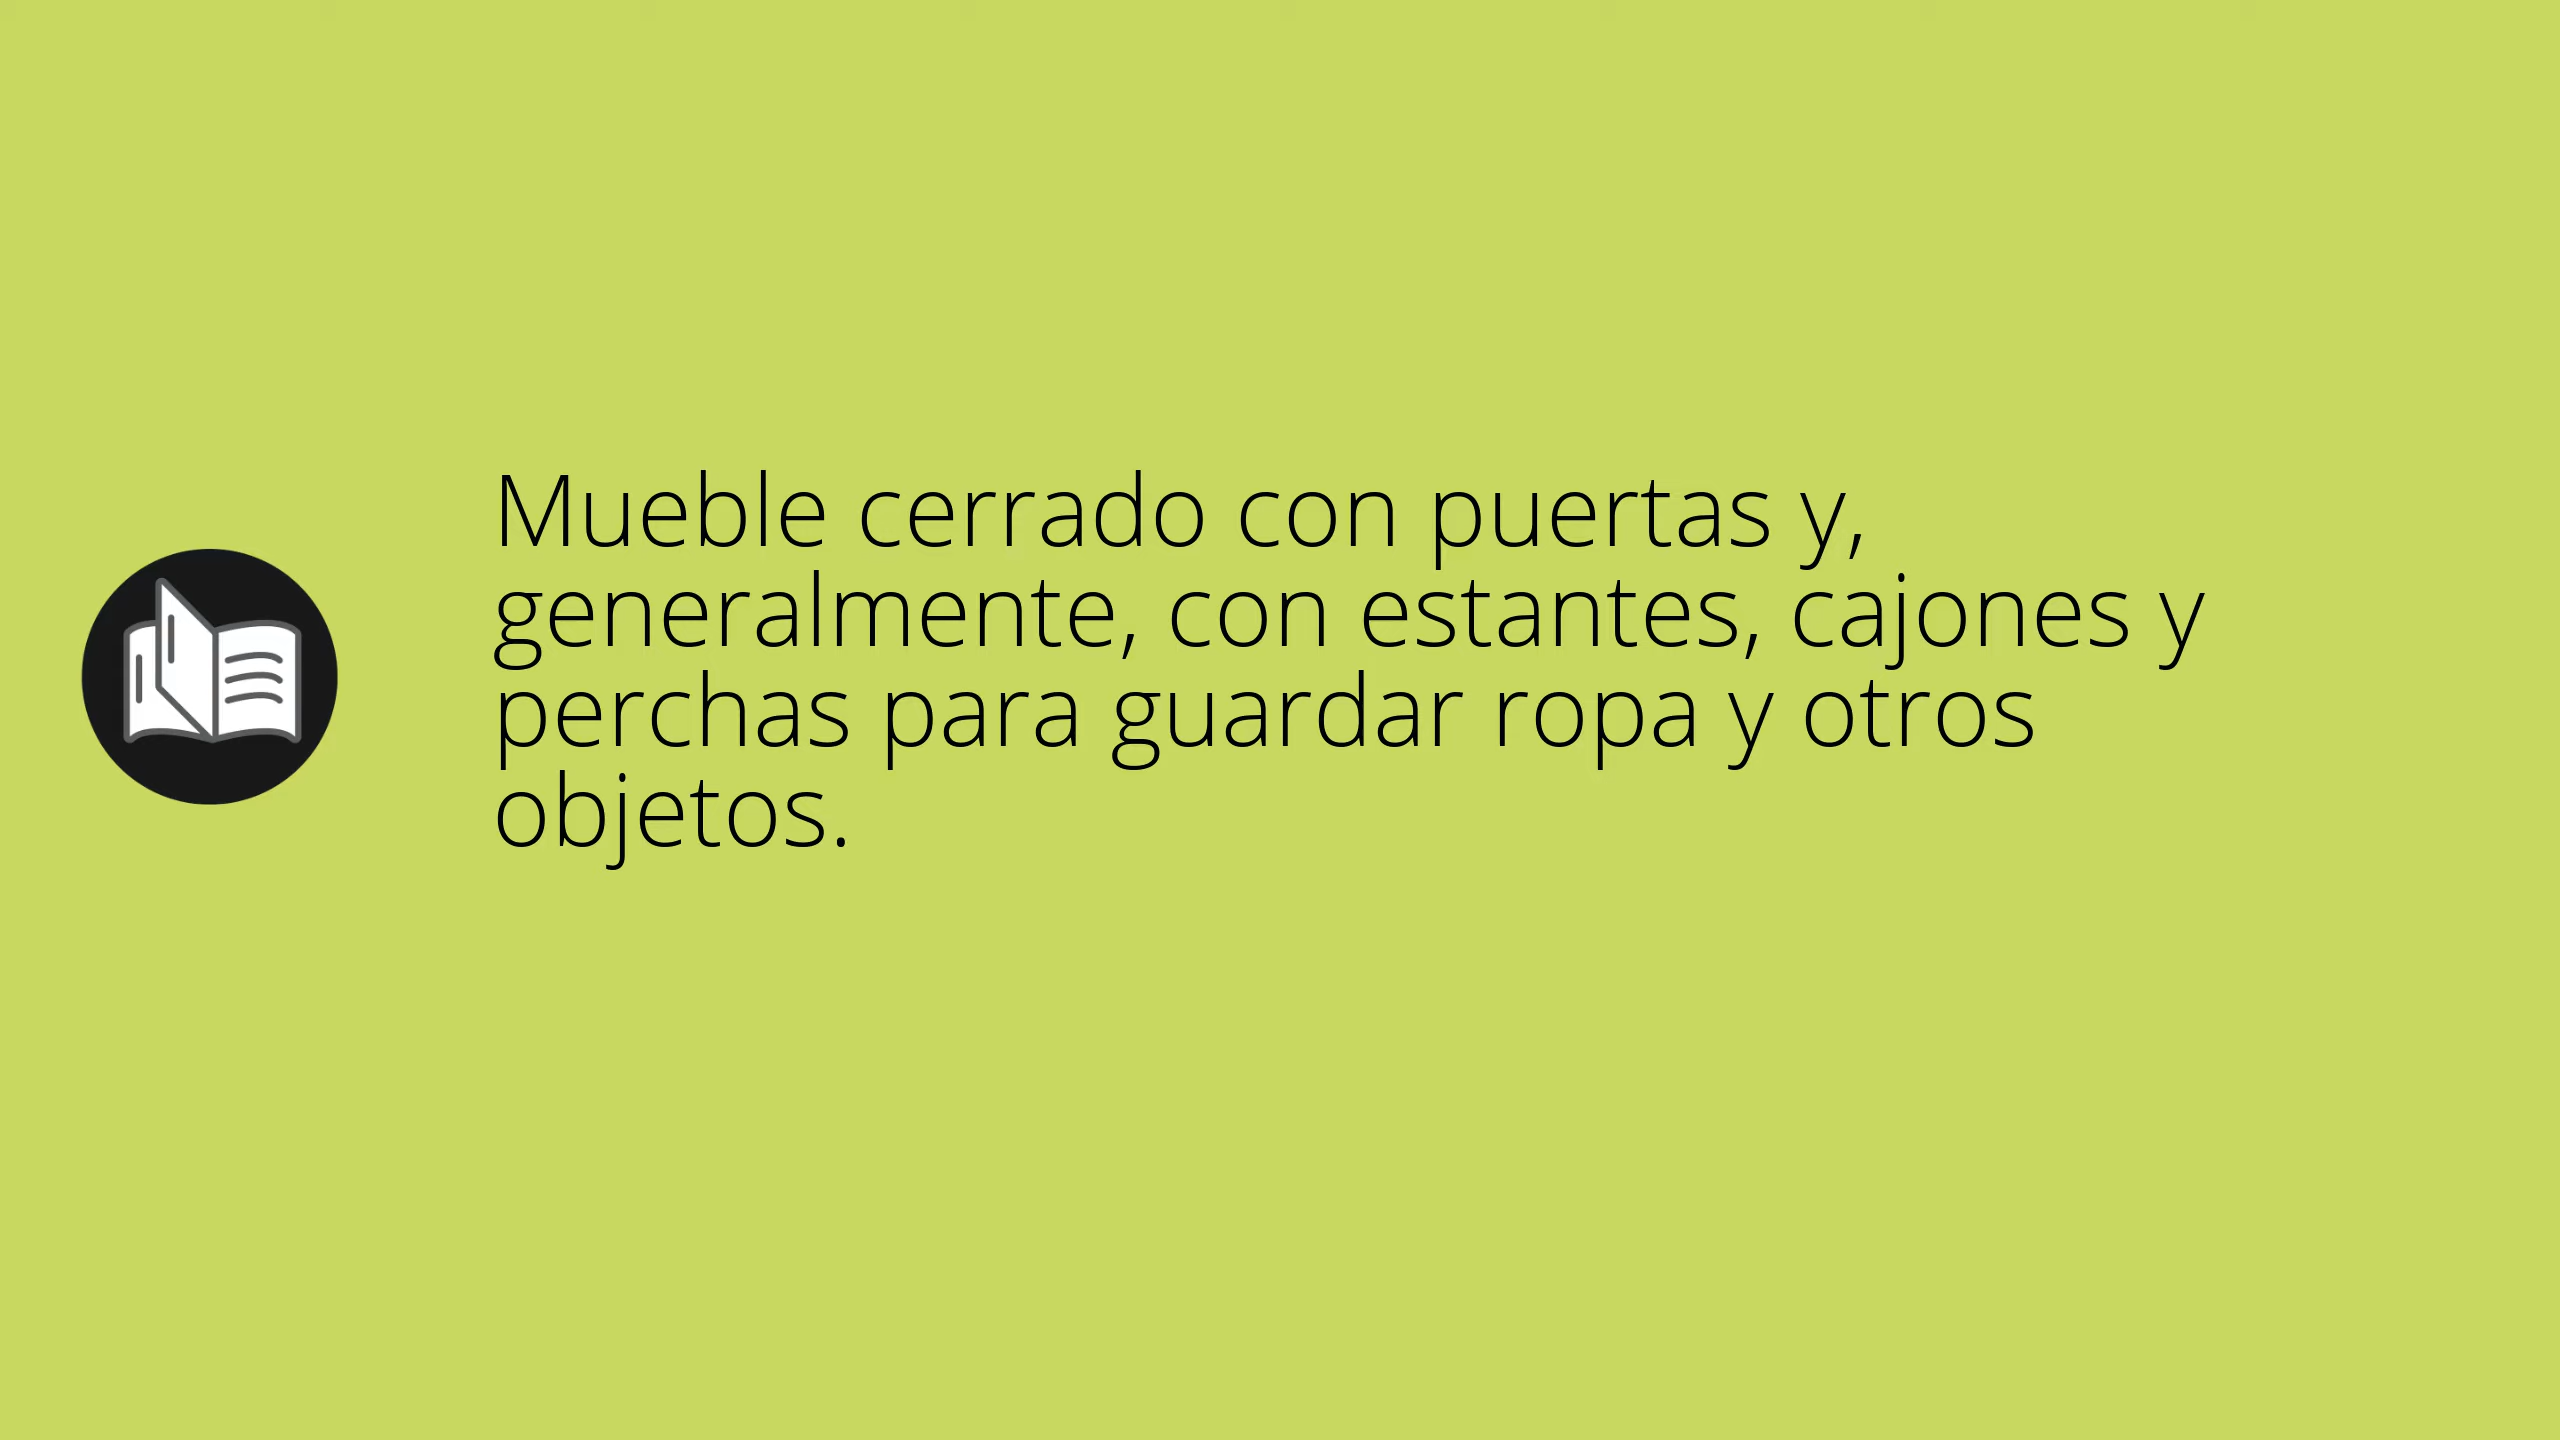 Mueble cerrado con puertas y,
generalmente, con estantes, cajones y
perchas para guardar ropa y otros
objetos.